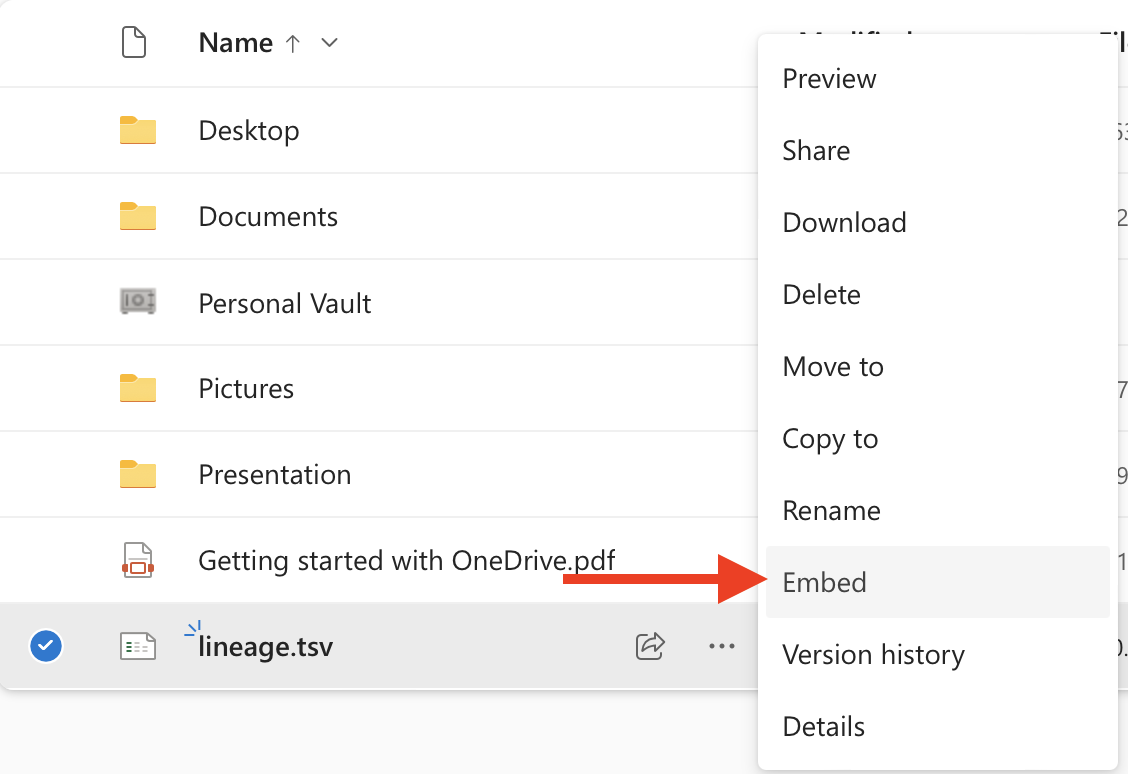 Name
Desktop
Documents
Personal Vault
Pictures
Presentation
Getting started with OneDrive.pdf
lineage.tsv
Preview
Share
Download
Delete
Move to
Copy to
Rename
Embed
Version history
Details